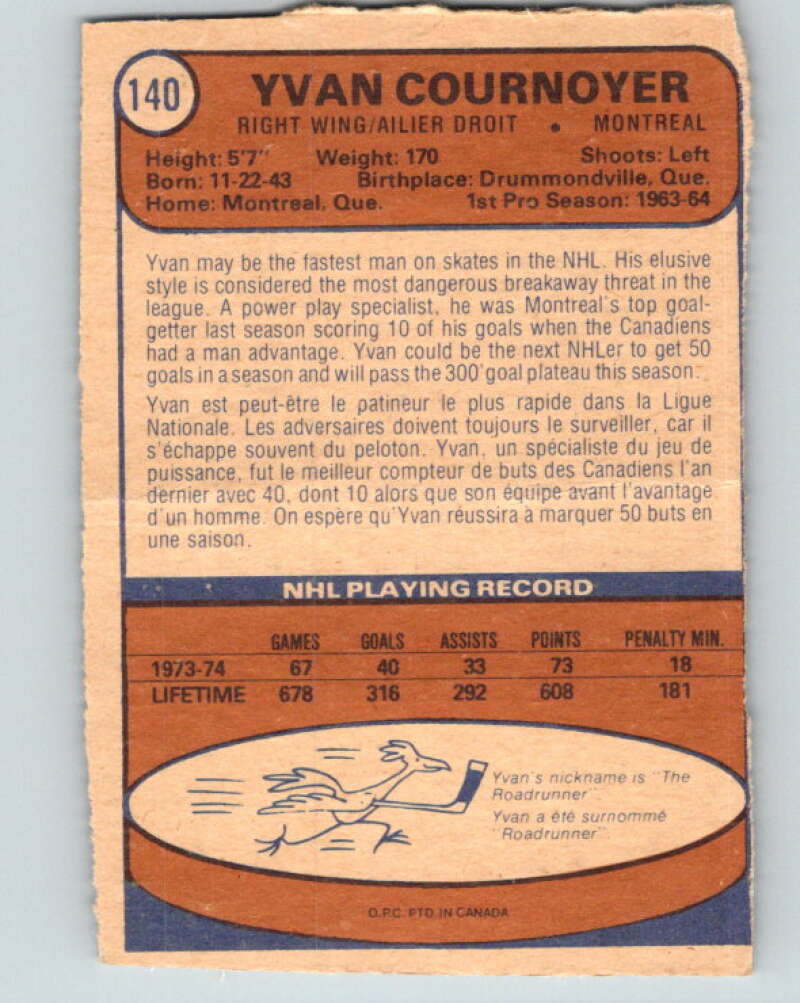 140
YVAN COURNOYER
RIGHT WING/AILIER DROIT • MONTREAL
Height: 5'7" Weight: 170 Shoots: Left
Born: 11-22-43 Birthplace: Drummondville, Que.
Home: Montreal, Que. 1st Pro Season: 1963-64
Yvan may be the fastest man on skates in the NHL. His elusive
style is considered the most dangerous breakaway threat in the
league. A power play specialist, he was Montreal's top goal-
getter last season scoring 10 of his goals when the Canadiens
had a man advantage. Yvan could be the next NHLer to get 50
goals in a season and will pass the 300 goal plateau this season.
Yvan est peut-être le patineur le plus rapide dans la Ligue
Nationale. Les adversaires doivent toujours le surveiller, car il
s'échappe souvent du peloton. Yvan, un spécialiste du jeu de
puissance, fut le meilleur compteur de buts des Canadiens l'an
dernier avec 40, dont 10 alors que son équipe avant l'avantage
d'un homme. On espère qu'Yvan réussira à marquer 50 buts en
une saison.
NHL PLAYING RECORD
GAMES GOALS ASSISTS POINTS PENALTY MIN.
1973-74 67 40 33 73 18
LIFETIME 678 316 292 608 181
Yvan's nickname is "The
Roadrunner"
Yvan a été surnommé
"Roadrunner".
O.P.C. PTD. IN CANADA